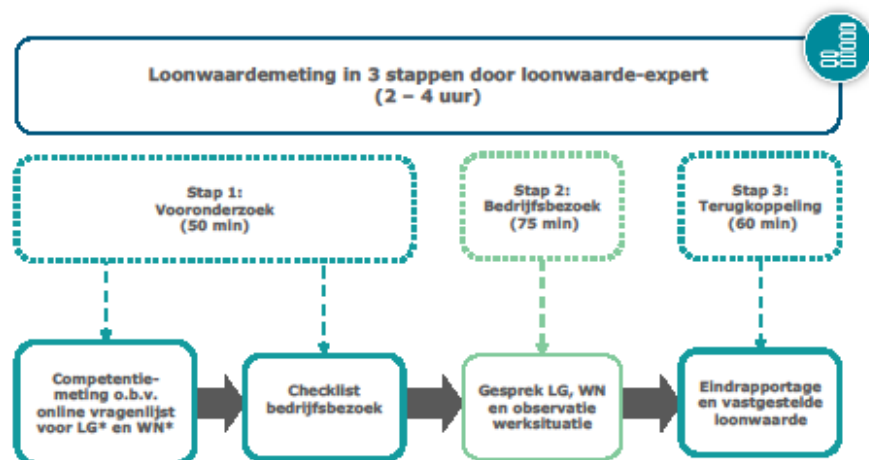 Loonwaardemeting in 3 stappen door loonwaarde-expert
(2 – 4 uur)
Stap 1:
Vooronderzoek
(50 min)
Stap 2:
Bedrijfsbezoek
(75 min)
Stap 3:
Terugkoppeling
(60 min)
Competentie-
meting o.b.v.
online vragenlijst
voor LG* en WN*
Checklist
bedrijfsbezoek
Gesprek LG, WN
en observatie
werksituatie
Eindrapportage
en vastgestelde
loonwaarde